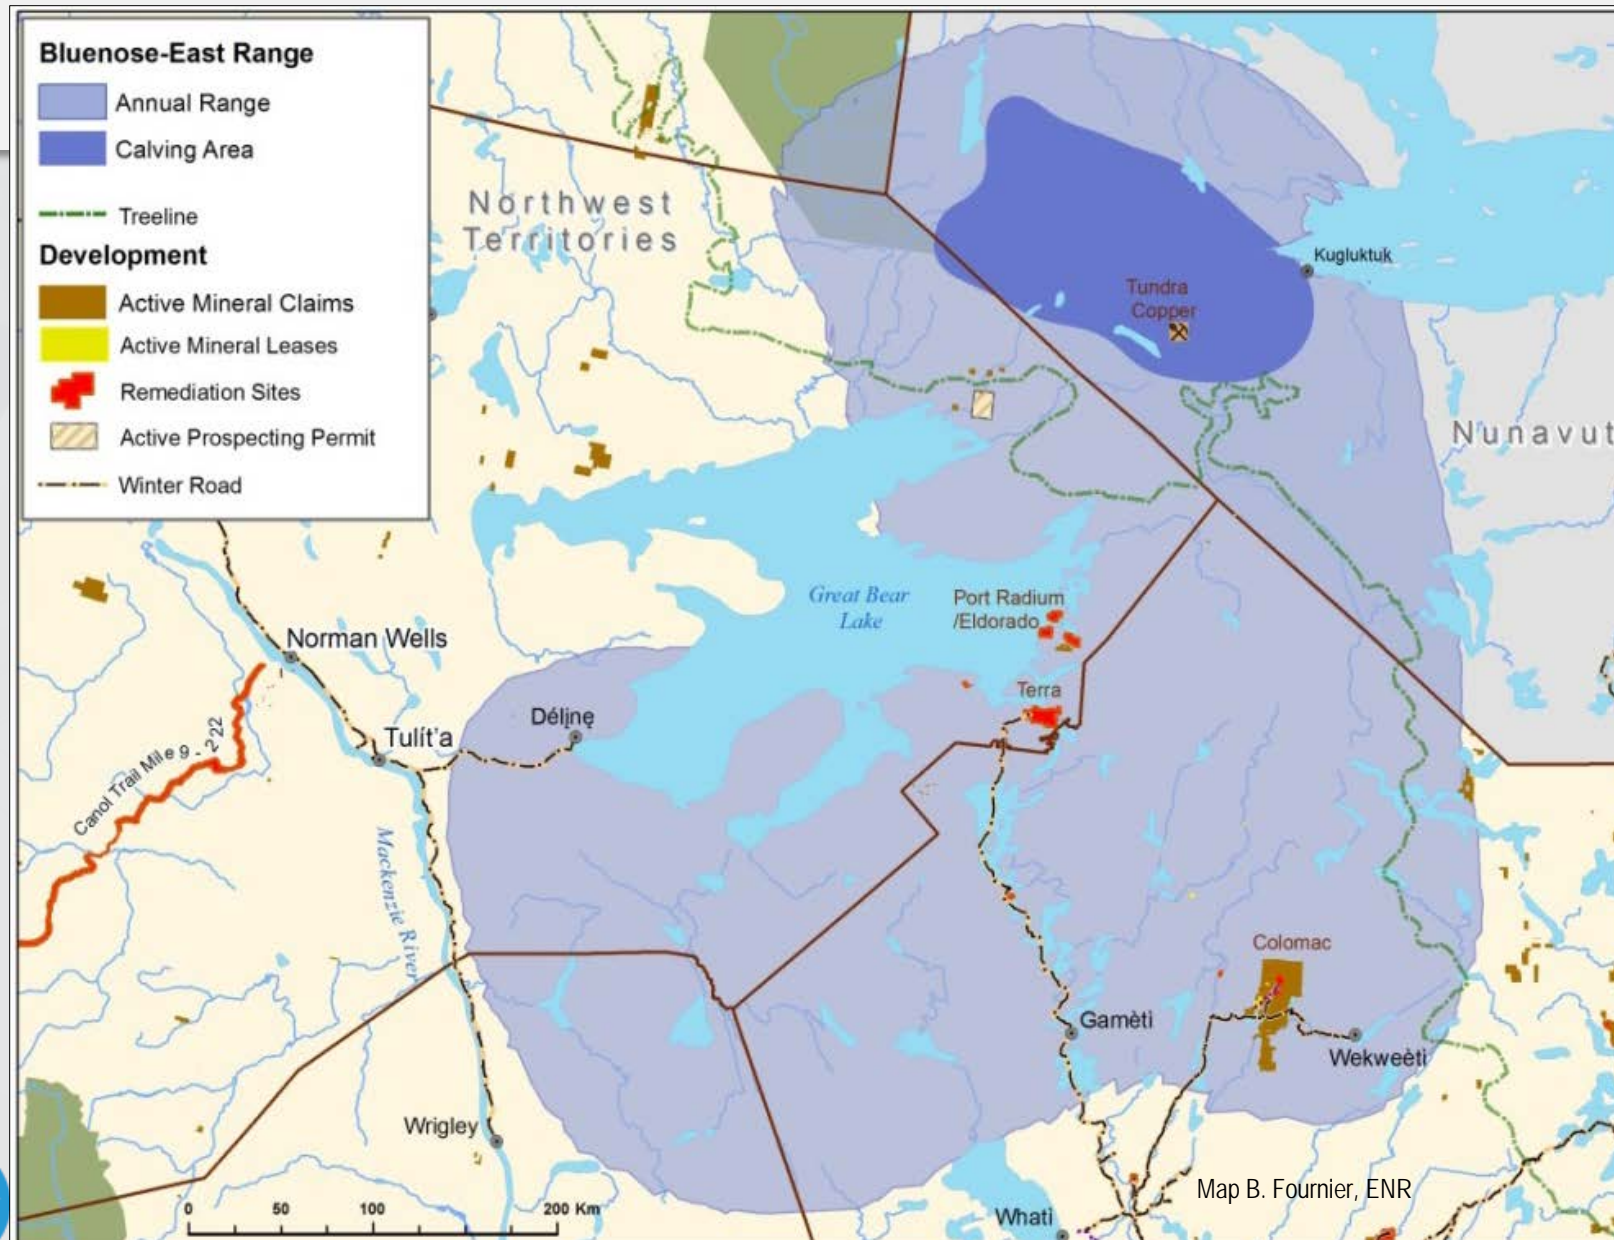 Bluenose-East Range
Annual Range
Calving Area
Treeline
Development
Active Mineral Claims
Active Mineral Leases
Remediation Sites
Active Prospecting Permit
Winter Road
Northwest
Territories
Kugluktuk
Tundra
Copper
Nunavut
Great Bear
Lake
Port Radium
/Eldorado
Norman Wells
Terra
Délįnę
Tulít'a
Canol Trail Mile 9 - 222
Mackenzie River
Colomac
Gamètì
Wekweètì
Wrigley
Map B. Fournier, ENR
0 50 100 200 Km
Whatì